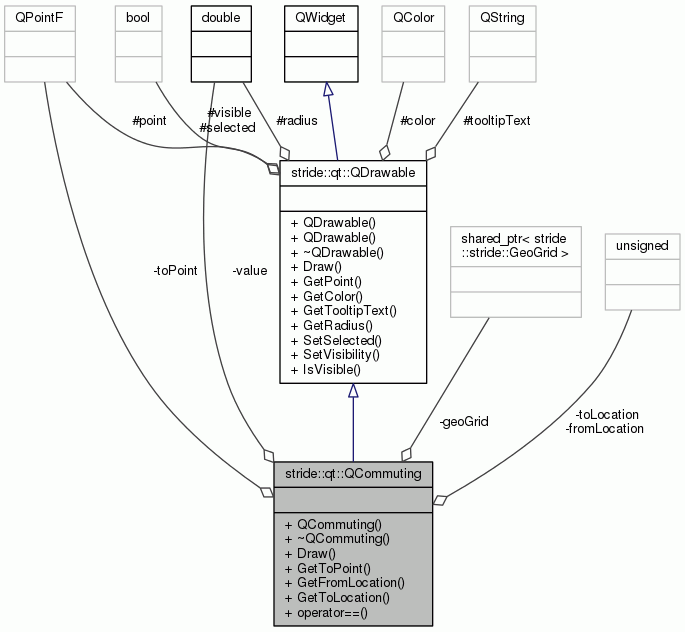 QPointF
bool
double
QWidget
QColor
QString
#point
#visible
#selected
#radius
#color
#tooltipText
stride::qt::QDrawable
+ QDrawable()
+ QDrawable()
+ ~QDrawable()
+ Draw()
+ GetPoint()
+ GetColor()
+ GetTooltipText()
+ GetRadius()
+ SetSelected()
+ SetVisibility()
+ IsVisible()
shared_ptr< stride
::stride::GeoGrid >
unsigned
-toPoint
-value
-geoGrid
-toLocation
-fromLocation
stride::qt::QCommuting
+ QCommuting()
+ ~QCommuting()
+ Draw()
+ GetToPoint()
+ GetFromLocation()
+ GetToLocation()
+ operator==()